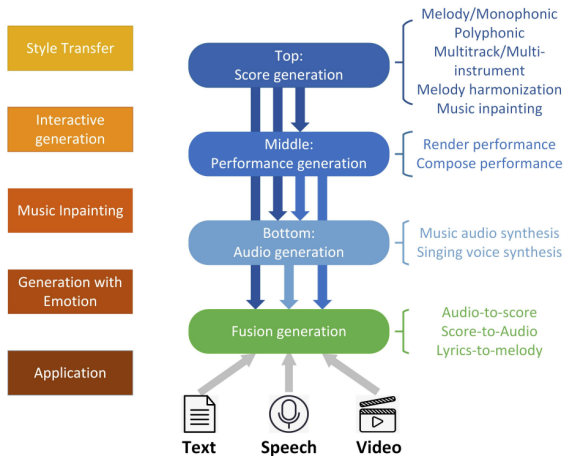 Style Transfer
Interactive
generation
Music Inpainting
Generation with
Emotion
Application
Top:
Score generation
Middle:
Performance generation
Bottom:
Audio generation
Fusion generation
Melody/Monophonic
Polyphonic
Multitrack/Multi-
instrument
Melody harmonization
Music inpainting
Render performance
Compose performance
Music audio synthesis
Singing voice synthesis
Audio-to-score
Score-to-Audio
Lyrics-to-melody
Text
Speech
Video